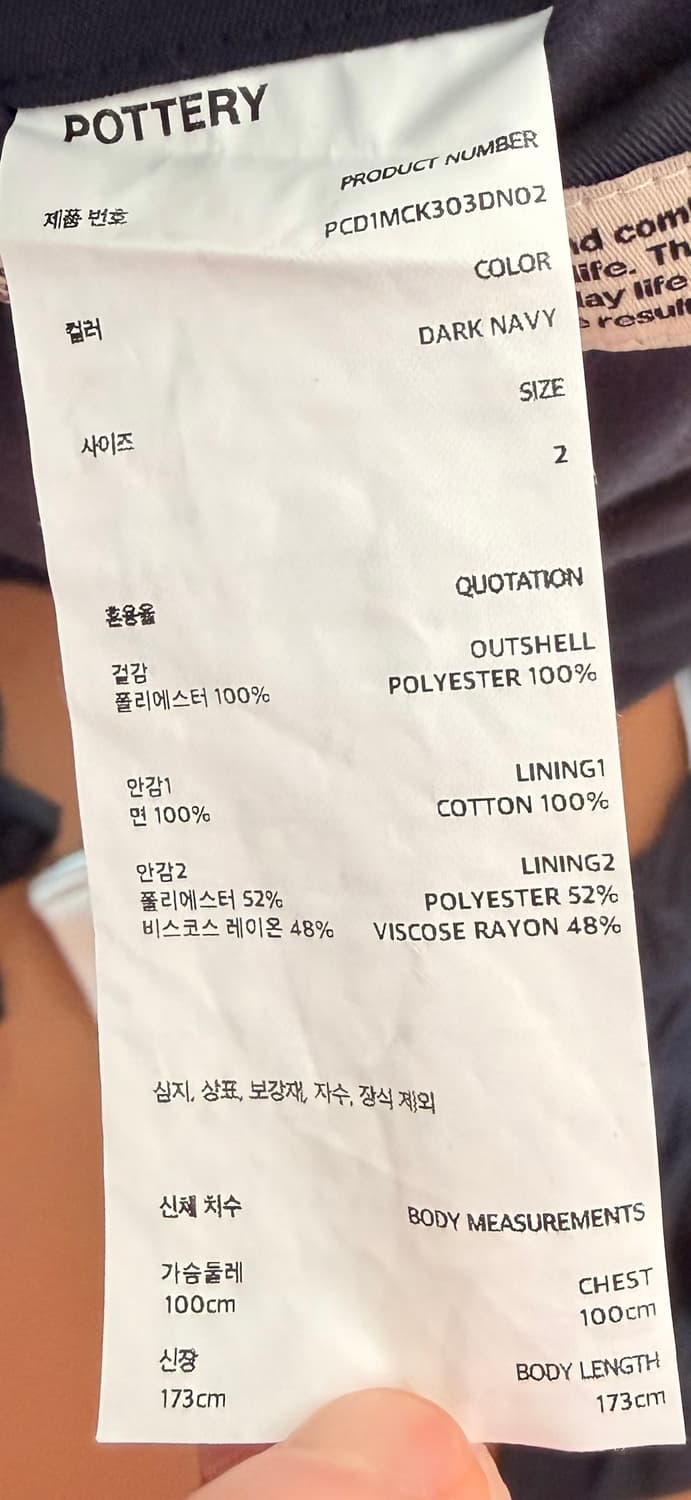 POTTERY
PRODUCT NUMBER
제품 번호
PCD1MCK303DN02
COLOR
컬러
DARK NAVY
SIZE
사이즈
2
QUOTATION
혼용율
OUTSHELL
겉감
POLYESTER 100%
폴리에스터 100%
LINING1
안감1
COTTON 100%
면 100%
LINING2
안감2
POLYESTER 52%
폴리에스터 52%
VISCOSE RAYON 48%
비스코스 레이온 48%
심지, 상표, 보강재, 자수, 장식 제외
신체 치수
BODY MEASUREMENTS
가슴둘레
CHEST
100cm
100cm
신장
BODY LENGTH
173cm
173cm
life. Th
life